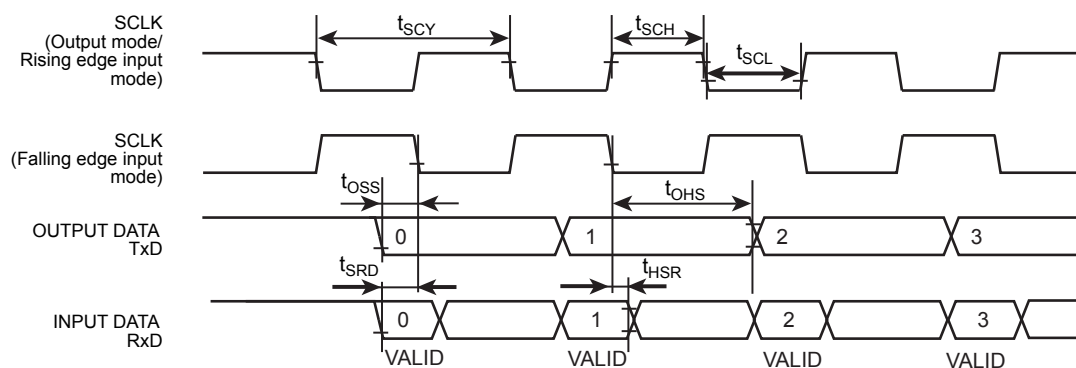 SCLK
(Output mode/
Rising edge input
mode)
tSCY
tSCH
tSCL
SCLK
(Falling edge input
mode)
tOSS
tOHS
OUTPUT DATA
TxD
0
1
2
3
tSRD
tHSR
INPUT DATA
RxD
0
1
2
3
VALID
VALID
VALID
VALID